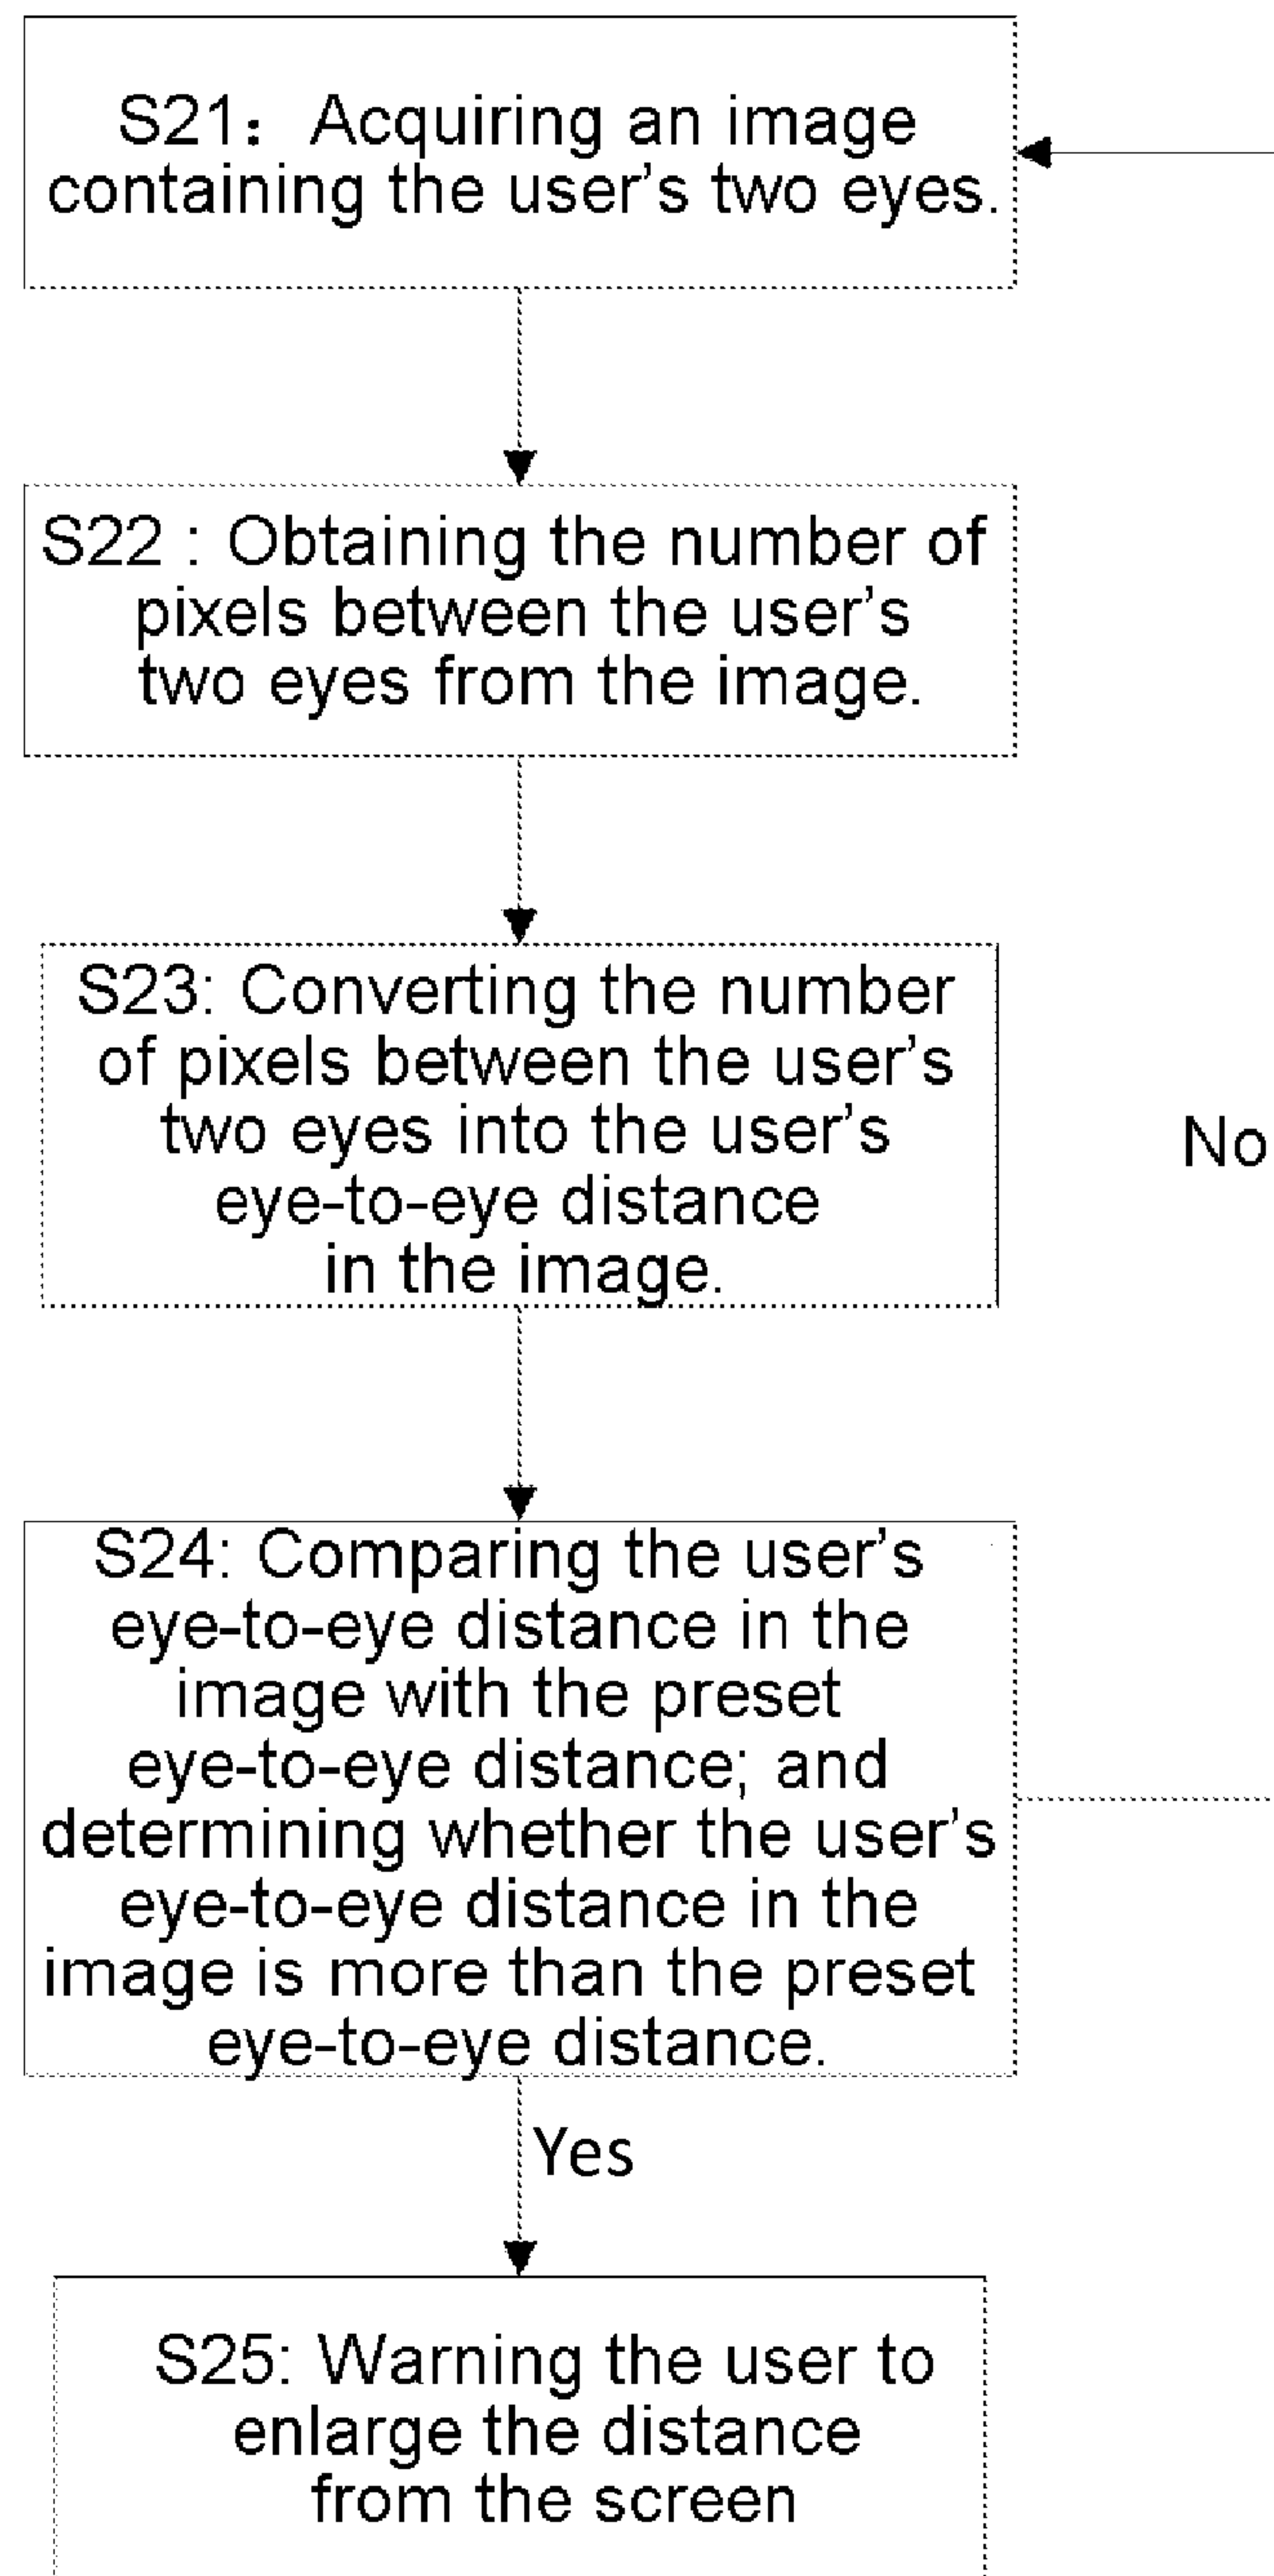 S21：Acquiring an image
containing the user's two eyes.
S22 : Obtaining the number of
pixels between the user's
two eyes from the image.
S23: Converting the number
of pixels between the user's
two eyes into the user's
eye-to-eye distance
in the image.
No
S24: Comparing the user's
eye-to-eye distance in the
image with the preset
eye-to-eye distance; and
determining whether the user's
eye-to-eye distance in the
image is more than the preset
eye-to-eye distance.
Yes
S25: Warning the user to
enlarge the distance
from the screen